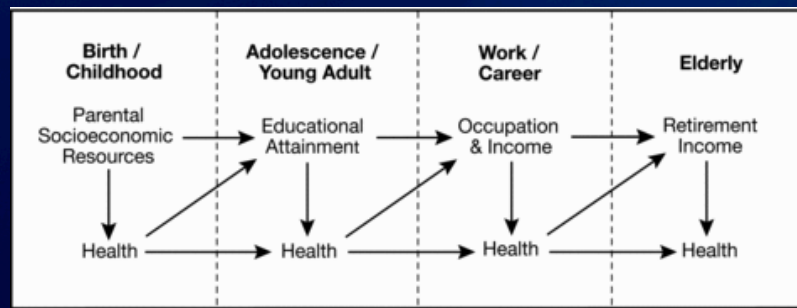 Birth /
Childhood
Adolescence /
Young Adult
Work /
Career
Elderly
Parental
Socioeconomic
Resources
Educational
Attainment
Occupation
& Income
Retirement
Income
Health
Health
Health
Health